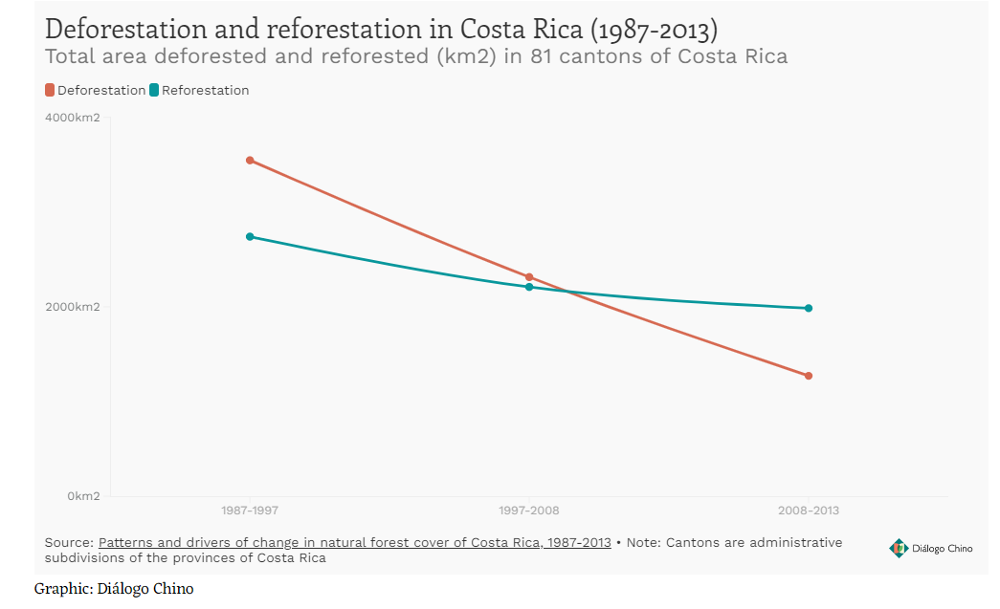 Deforestation and reforestation in Costa Rica (1987-2013)
Total area deforested and reforested (km2) in 81 cantons of Costa Rica
Deforestation Reforestation
4000km2
2000km2
0km2
1987-1997 1997-2008 2008-2013
Source: Patterns and drivers of change in natural forest cover of Costa Rica, 1987-2013 • Note: Cantons are administrative
subdivisions of the provinces of Costa Rica
Diálogo Chino
Graphic: Diálogo Chino